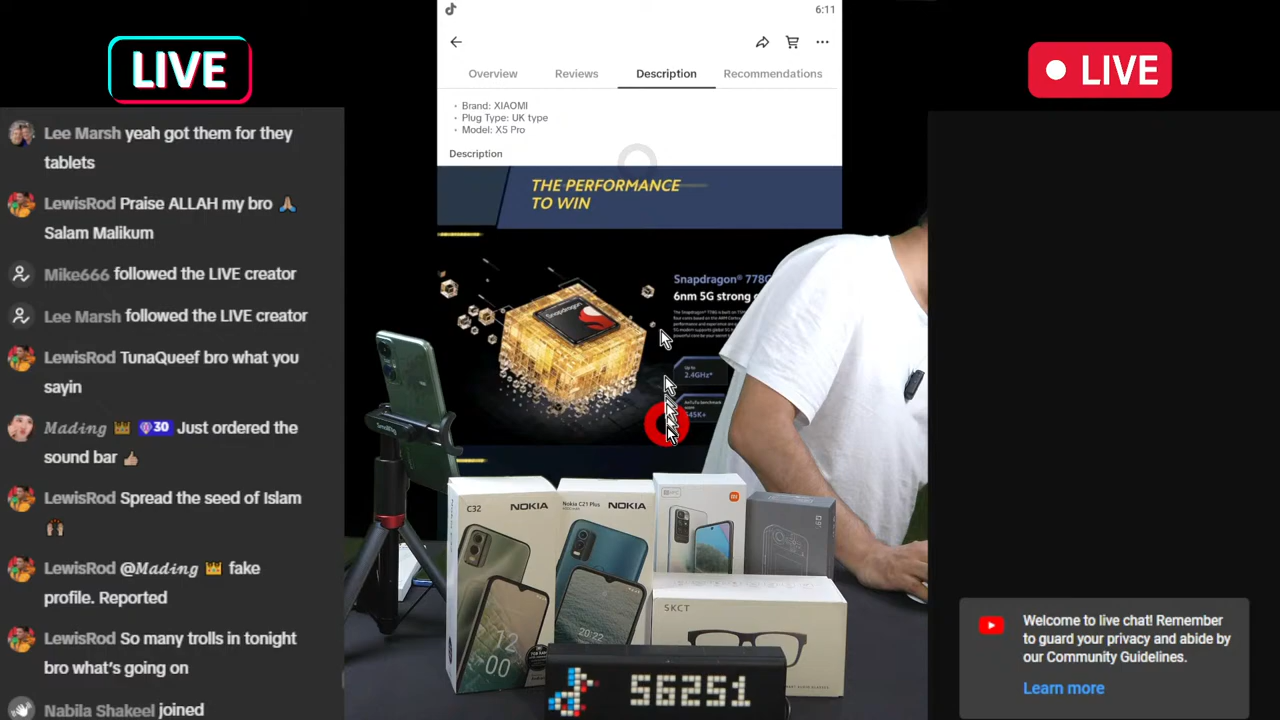 LIVE
Lee Marsh yeah got them for they
tablets
LewisRod Praise ALLAH my bro 🙏🏽
Salam Malikum
Mike666 followed the LIVE creator
Lee Marsh followed the LIVE creator
LewisRod TunaQueef bro what you
sayin
Mading 👑 30 Just ordered the
sound bar 👍🏽
LewisRod Spread the seed of Islam
🙌🏽
LewisRod @Mading 👑 fake
profile. Reported
LewisRod So many trolls in tonight
bro what's going on
Nabila Shakeel joined
6:11
Overview
Reviews
Description
Recommendations
• Brand: XIAOMI
• Plug Type: UK type
• Model: X5 Pro
Description
THE PERFORMANCE
TO WIN
Snapdragon
Snapdragon® 778G
6nm 5G strong
Up to
2.4GHz*
C32
NOKIA
Nokia C21 Plus
NOKIA
12
00
20:22
SKCT
56251
LIVE
Welcome to live chat! Remember
to guard your privacy and abide by
our Community Guidelines.
Learn more